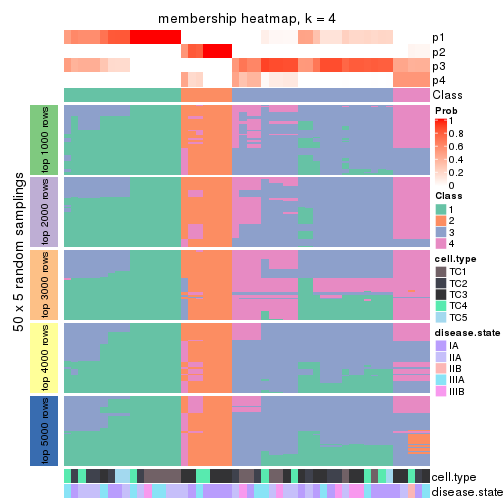 membership heatmap, k = 4
p1
p2
p3
p4
Class
50 x 5 random samplings
top 1000 rows
top 2000 rows
top 3000 rows
top 4000 rows
top 5000 rows
cell.type
disease.state
Prob
1
0.8
0.6
0.4
0.2
0
Class
1
2
3
4
cell.type
TC1
TC2
TC3
TC4
TC5
disease.state
IA
IIA
IIB
IIIA
IIIB